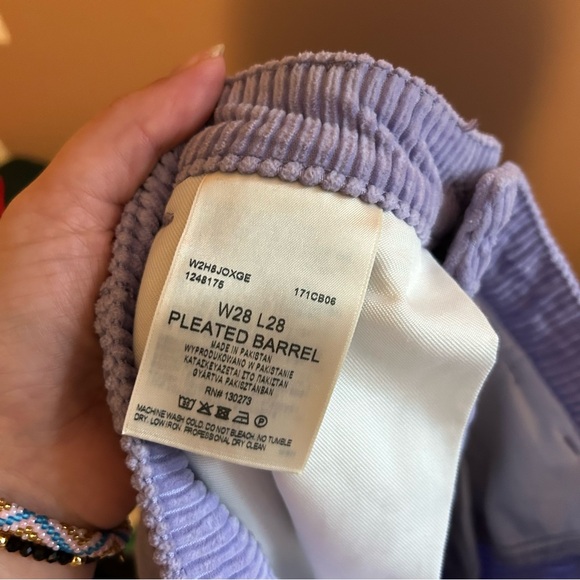 W2H8JOXGE
1248175
171CB06
W28 L28
PLEATED BARREL
MADE IN PAKISTAN
WYPRODUKOWANO W PAKISTANIE
ΚΑΤΑΣΚΕΥΑΖΕΤΑΙ ΣΤΟ ΠΑΚΙΣΤΑΝ
GYÁRTVA PAKISZTÁNBAN
RN# 130273
MACHINE WASH COLD. DO NOT BLEACH. NO TUMBLE
DRY. LOW IRON. PROFESSIONAL DRY CLEAN